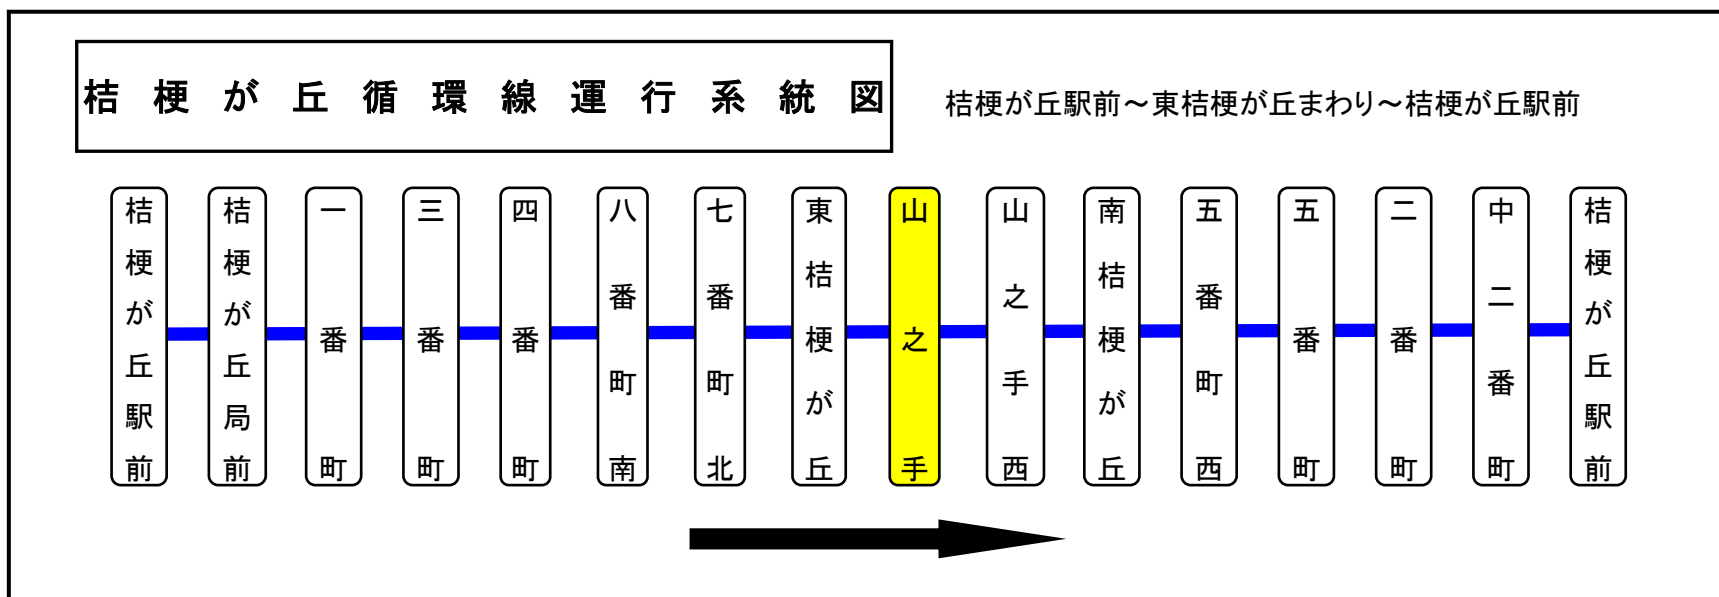 桔梗が丘循環線運行系統図
桔梗が丘駅前～東桔梗が丘まわり～桔梗が丘駅前
桔梗が丘駅前
桔梗が丘局前
一番町
三番町
四番町
八番町南
七番町北
東桔梗が丘
山之手
山之手西
南桔梗が丘
五番町西
五番町
二番町
中二番町
桔梗が丘駅前